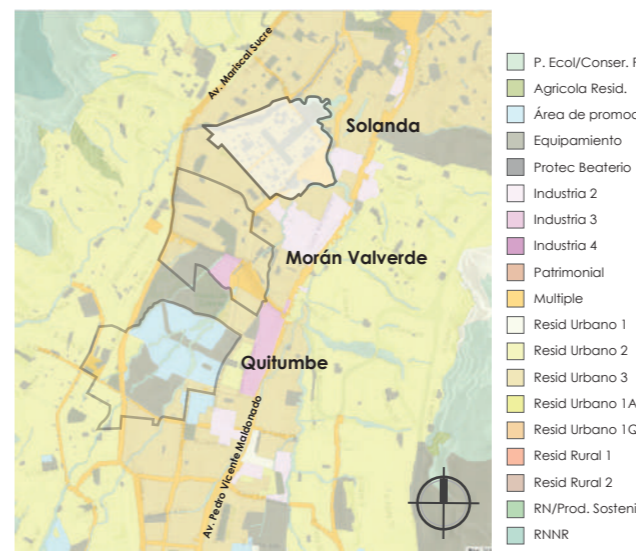 Av. Mariscal Sucre
Solanda
Morán Valverde
Quitumbe
Av. Pedro Vicente Maldonado
P. Ecol/Conser. P
Agricola Resid.
Área de promoc
Equipamiento
Protec Beaterio
Industria 2
Industria 3
Industria 4
Patrimonial
Multiple
Resid Urbano 1
Resid Urbano 2
Resid Urbano 3
Resid Urbano 1A
Resid Urbano 1Q
Resid Rural 1
Resid Rural 2
RN/Prod. Sosteni
RNNR